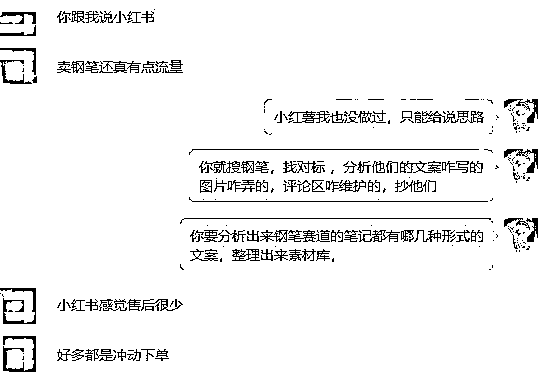 你跟我说小红书
卖钢笔还真有点流量
小红薯我也没做过，只能给说思路
你就搜钢笔，找对标 ，分析他们的文案咋写的
图片咋弄的，评论区咋维护的，抄他们
你要分析出来钢笔赛道的笔记都有哪几种形式的
文案，整理出来素材库，
小红书感觉售后很少
好多都是冲动下单